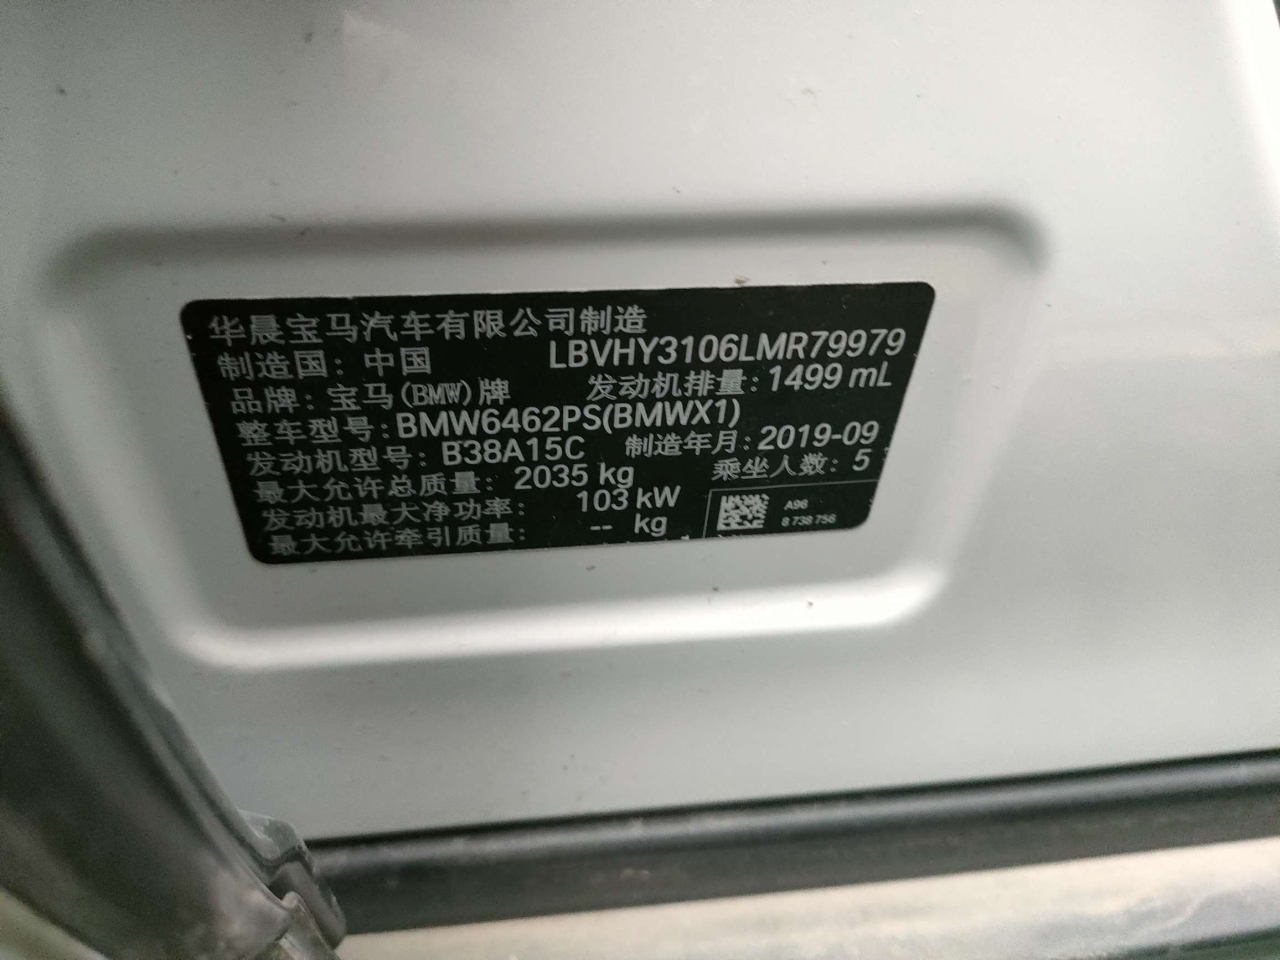 华晨宝马汽车有限公司制造
制造国：中国 LBVHY3106LMR79979
品牌：宝马(BMW)牌 发动机排量：1499 mL
整车型号：BMW6462PS(BMWX1)
发动机型号：B38A15C 制造年月：2019-09
最大允许总质量：2035 kg 乘坐人数：5
发动机最大净功率：103 kW
最大允许牵引质量：-- kg
A96
8 738 756